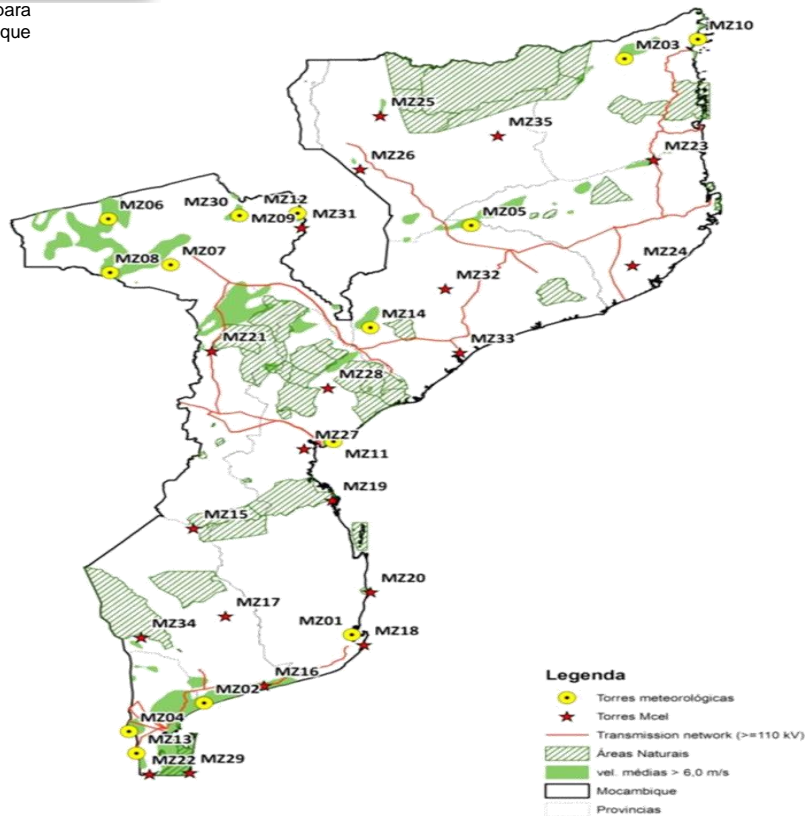 para
que
MZ10
MZ03
MZ25
MZ35
MZ26
MZ23
MZ06
MZ30
MZ12
MZ09
MZ31
MZ05
MZ07
MZ08
MZ24
MZ32
MZ14
MZ21
MZ33
MZ28
MZ27
MZ11
MZ19
MZ15
MZ20
MZ17
MZ01
MZ18
MZ34
MZ16
MZ02
MZ04
MZ13
MZ22
MZ29
Legenda
Torres meteorológicas
Torres Mcel
Transmission network (>=110 kV)
Áreas Naturais
vel. médias > 6,0 m/s
Mocambique
Provincias